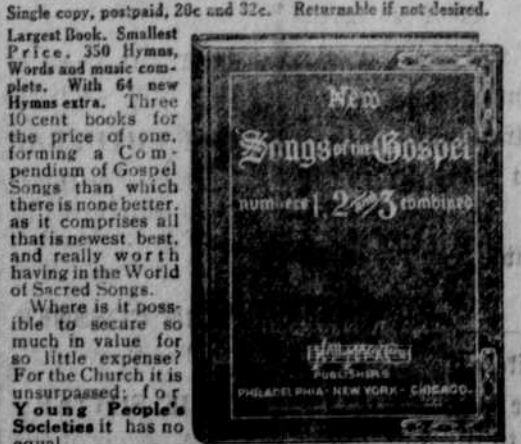 Single copy, postpaid, 20c and 32c. Returnable if not desired.
Largest Book. Smallest
Price. 350 Hymns,
Words and music com-
plete. With 64 new
Hymns extra. Three
10 cent books for
the price of one,
forming a Com-
pendium of Gospel
Songs than which
there is none better,
as it comprises all
that is newest, best,
and really worth
having in the World
of Sacred Songs.
Where is it poss-
ible to secure so
much in value for
so little expense?
For the Church it is
unsurpassed; for
Young People's
Societies it has no
equal
New
Songs of the Gospel
numbers 1, 2 and 3 combined
PUBLISHERS
PHILADELPHIA - NEW YORK - CHICAGO.